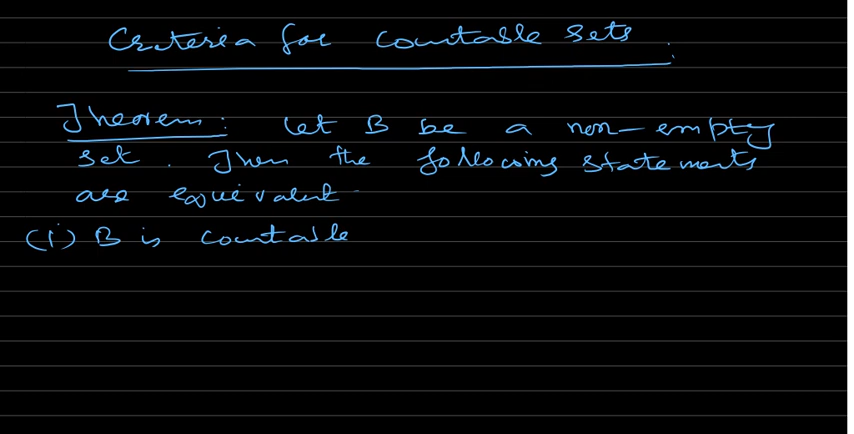 Criteria for countable sets :
Theorem : Let B be a non-empty
set . Then the following statements
are equivalent .
(i) B is countable